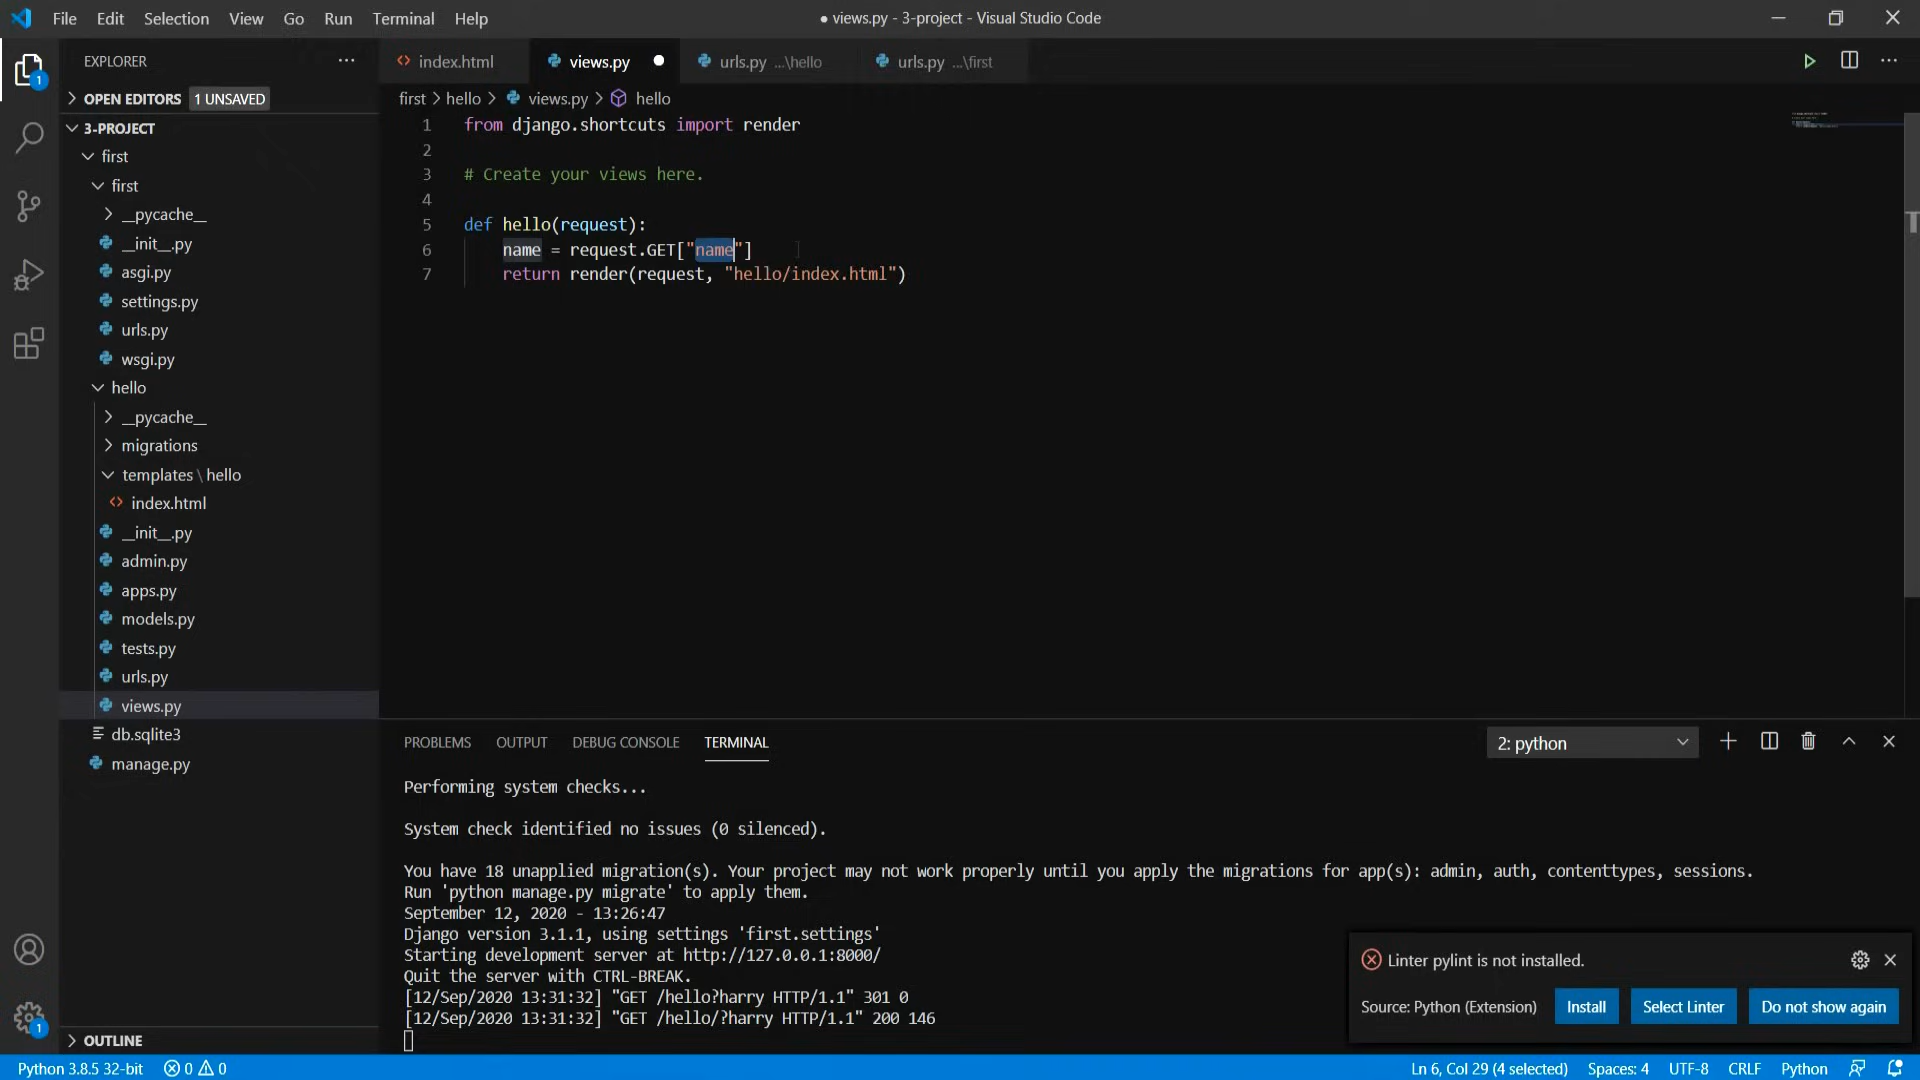 File Edit Selection View Go Run Terminal Help
● views.py - 3-project - Visual Studio Code
EXPLORER ...
index.html
views.py ●
urls.py ...\hello
urls.py ...\first
1
OPEN EDITORS 1 UNSAVED
first > hello > views.py > hello
3-PROJECT
first
first
__pycache__
__init__.py
asgi.py
settings.py
urls.py
wsgi.py
hello
__pycache__
migrations
templates \ hello
index.html
__init__.py
admin.py
apps.py
models.py
tests.py
urls.py
views.py
db.sqlite3
manage.py
OUTLINE
1
1 from django.shortcuts import render
2
3 # Create your views here.
4
5 def hello(request):
6 name = request.GET["name"]
7 return render(request, "hello/index.html")
PROBLEMS OUTPUT DEBUG CONSOLE TERMINAL
2: python
Performing system checks...
System check identified no issues (0 silenced).
You have 18 unapplied migration(s). Your project may not work properly until you apply the migrations for app(s): admin, auth, contenttypes, sessions.
Run 'python manage.py migrate' to apply them.
September 12, 2020 - 13:26:47
Django version 3.1.1, using settings 'first.settings'
Starting development server at http://127.0.0.1:8000/
Quit the server with CTRL-BREAK.
[12/Sep/2020 13:31:32] "GET /hello?harry HTTP/1.1" 301 0
[12/Sep/2020 13:31:32] "GET /hello/?harry HTTP/1.1" 200 146
Linter pylint is not installed.
Source: Python (Extension) Install Select Linter Do not show again
Python 3.8.5 32-bit 0 0
Ln 6, Col 29 (4 selected) Spaces: 4 UTF-8 CRLF Python